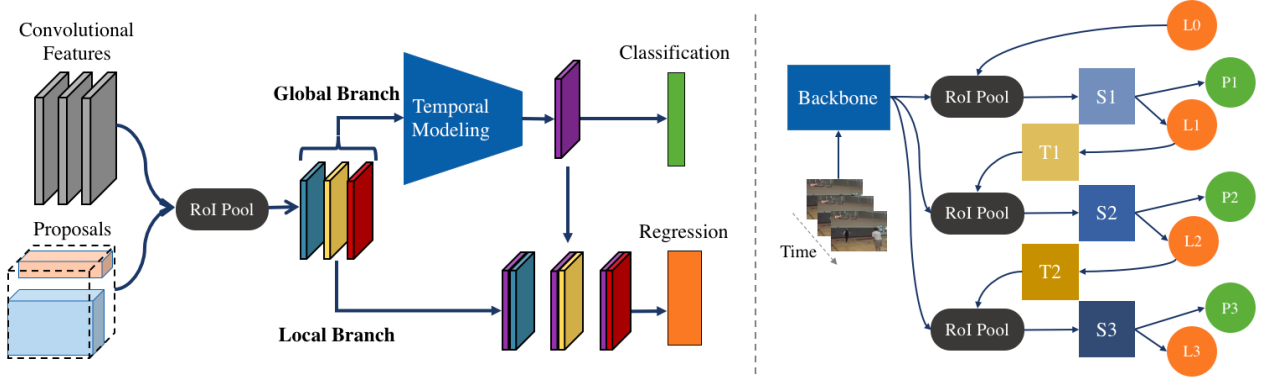 Convolutional
Features
Proposals
RoI Pool
Global Branch
Local Branch
Temporal
Modeling
Classification
Regression
Backbone
Time
RoI Pool
L0
S1
P1
L1
T1
RoI Pool
S2
P2
L2
T2
RoI Pool
S3
P3
L3